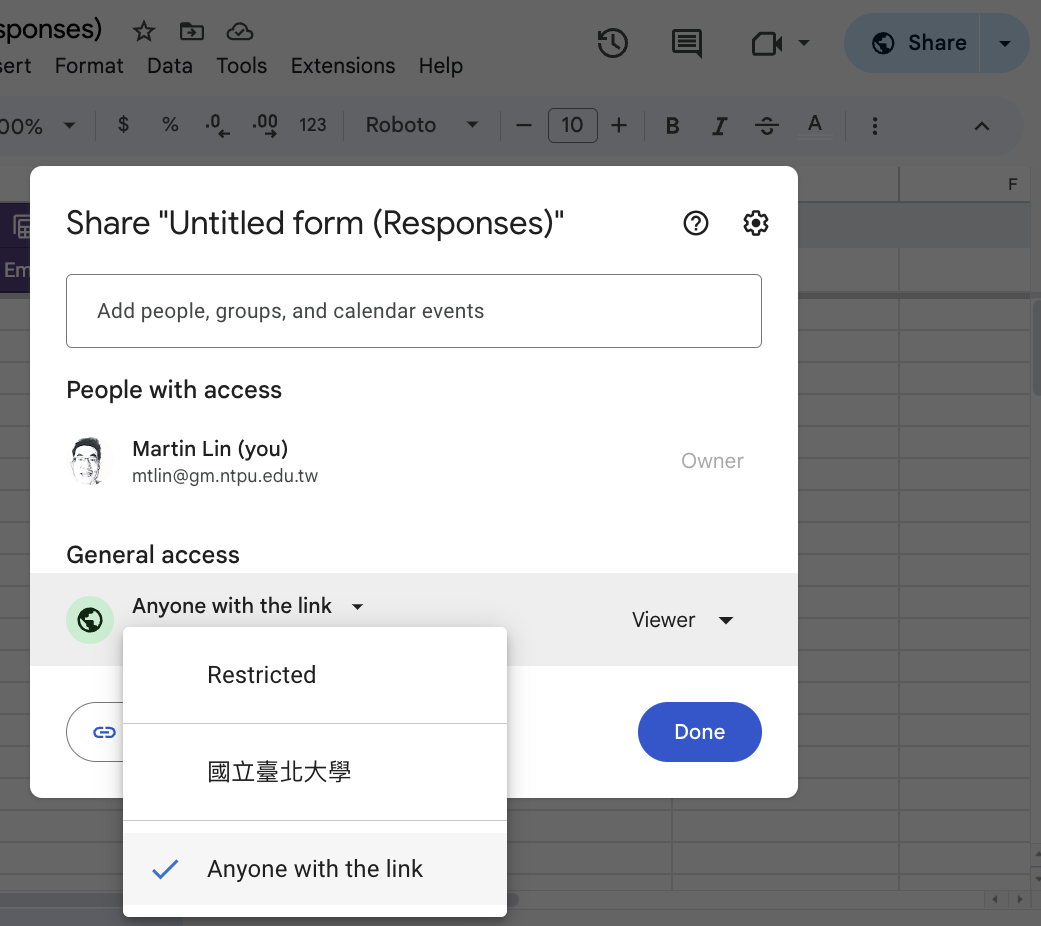 sponses)
sert Format Data Tools Extensions Help
00% $ % .0 .00 123 Roboto 10 B I S A
F
Em
Share "Untitled form (Responses)"
Add people, groups, and calendar events
People with access
Martin Lin (you)
mtlin@gm.ntpu.edu.tw
Owner
General access
Anyone with the link
Viewer
Restricted
國立臺北大學
Anyone with the link
Done
Share